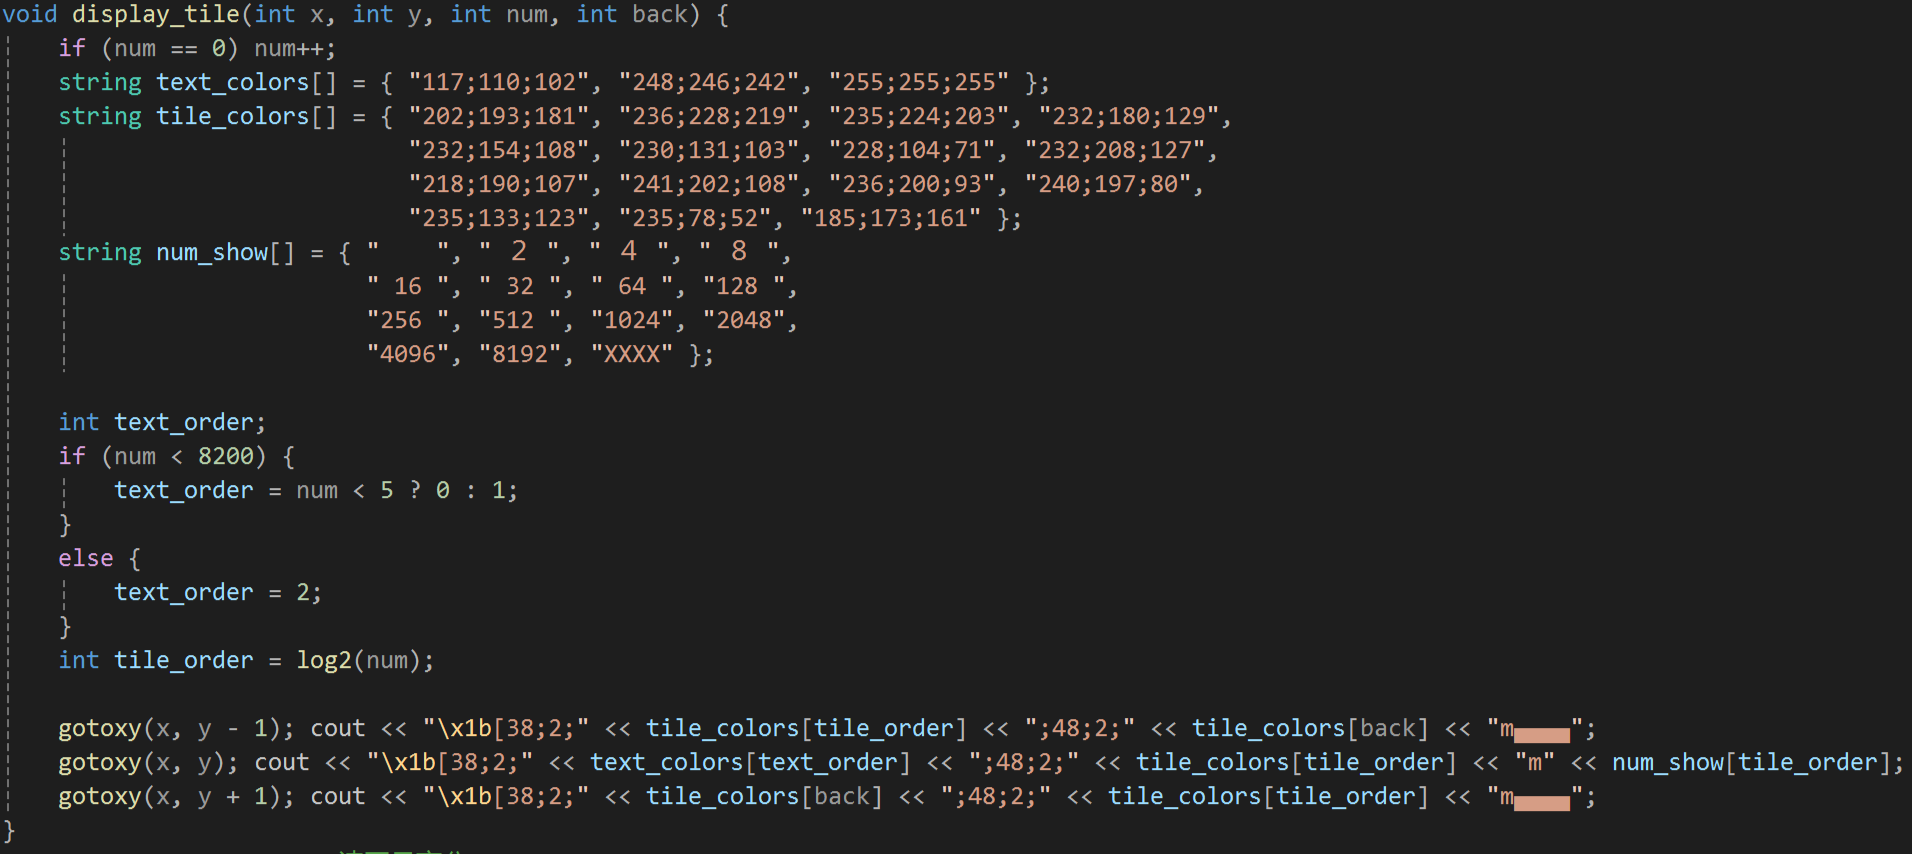 void display_tile(int x, int y, int num, int back) {
    if (num == 0) num++;
    string text_colors[] = { "117;110;102", "248;246;242", "255;255;255" };
    string tile_colors[] = { "202;193;181", "236;228;219", "235;224;203", "232;180;129",
                             "232;154;108", "230;131;103", "228;104;71", "232;208;127",
                             "218;190;107", "241;202;108", "236;200;93", "240;197;80",
                             "235;133;123", "235;78;52", "185;173;161" };
    string num_show[] = { "    ", " 2 ", " 4 ", " 8 ",
                          " 16 ", " 32 ", " 64 ", "128 ",
                          "256 ", "512 ", "1024", "2048",
                          "4096", "8192", "XXXX" };
    int text_order;
    if (num < 8200) {
        text_order = num < 5 ? 0 : 1;
    }
    else {
        text_order = 2;
    }
    int tile_order = log2(num);
    gotoxy(x, y - 1); cout << "\x1b[38;2;" << tile_colors[tile_order] << ";48;2;" << tile_colors[back] << "m▄▄▄▄";
    gotoxy(x, y); cout << "\x1b[38;2;" << text_colors[text_order] << ";48;2;" << tile_colors[tile_order] << "m" << num_show[tile_order];
    gotoxy(x, y + 1); cout << "\x1b[38;2;" << tile_colors[back] << ";48;2;" << tile_colors[tile_order] << "m▄▄▄▄";
}